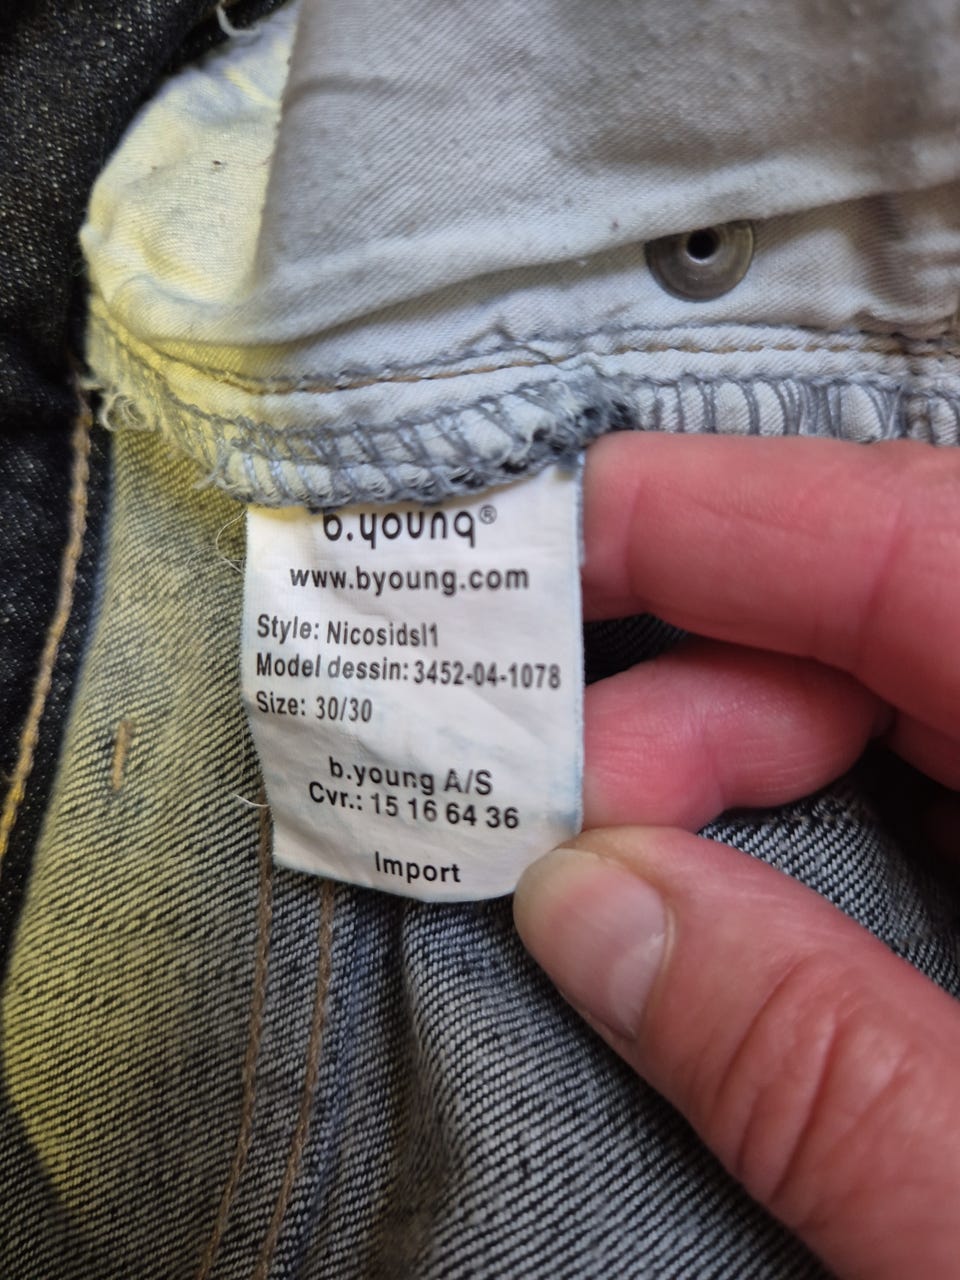 b.young®
www.byoung.com
Style: Nicosidsl1
Model dessin: 3452-04-1078
Size: 30/30
b.young A/S
Cvr.: 15 16 64 36
Import